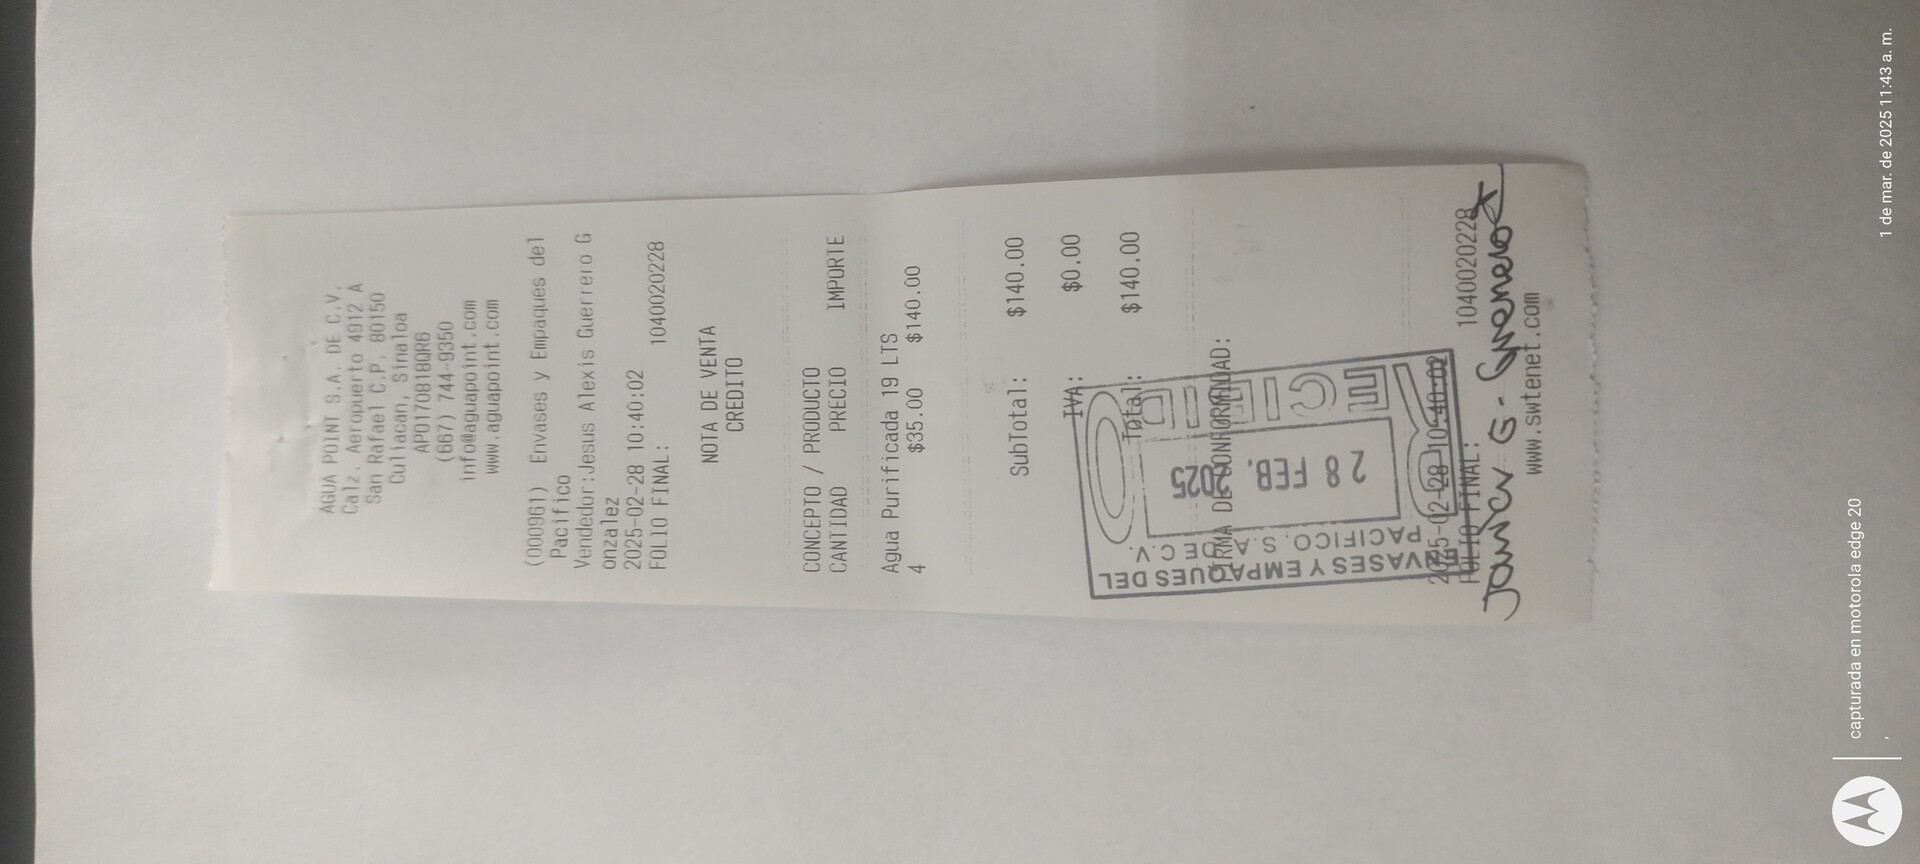 AGUA POINT S.A. DE C.V.
Calz. Aeropuerto 4912 A
San Rafael C.P. 80150
Culiacan, Sinaloa
APO170818QR6
(667) 744-9350
info@aguapoint.com
www.aguapoint.com
(000961) Envases y Empaques del
Pacifico
Vendedor:Jesus Alexis Guerrero G
onzalez
2025-02-28 10:40:02
FOLIO FINAL: 1040020228
NOTA DE VENTA
CREDITO
CONCEPTO / PRODUCTO
CANTIDAD PRECIO IMPORTE
Agua Purificada 19 LTS
4 $35.00 $140.00
SubTotal: $140.00
IVA: $0.00
Total: $140.00
FIRMA DE CONFORMIDAD:
ENVASES Y EMPAQUES DEL
PACIFICO. S.A. DE C.V.
28 FEB. 2025
RECIBIDO
2025-02-28 10:40:02
FOLIO FINAL: 1040020228
Javier G.
www.swtenet.com
capturada en motorola edge 20
1 de mar. de 2025 11:43 a. m.